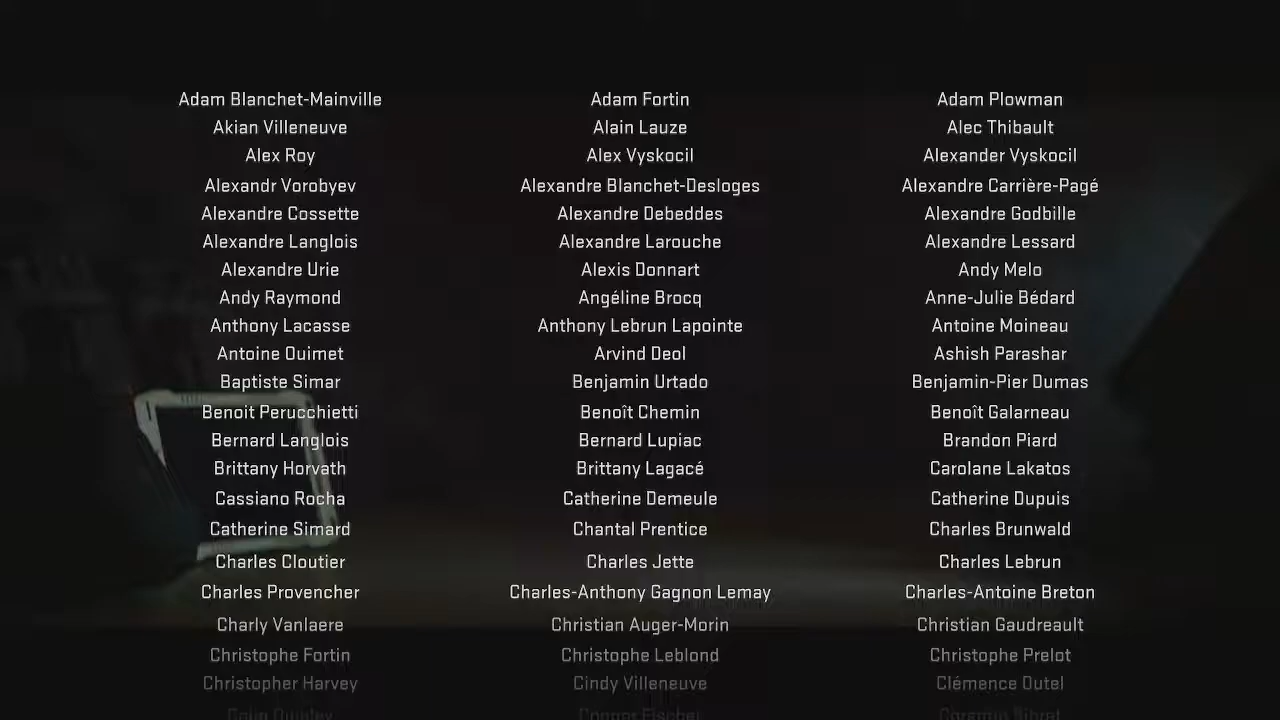 Adam Blanchet-Mainville Adam Fortin Adam Plowman
Akian Villeneuve Alain Lauze Alec Thibault
Alex Roy Alex Vyskocil Alexander Vyskocil
Alexandr Vorobyev Alexandre Blanchet-Desloges Alexandre Carrière-Pagé
Alexandre Cossette Alexandre Debeddes Alexandre Godbille
Alexandre Langlois Alexandre Larouche Alexandre Lessard
Alexandre Urie Alexis Donnart Andy Melo
Andy Raymond Angéline Brocq Anne-Julie Bédard
Anthony Lacasse Anthony Lebrun Lapointe Antoine Moineau
Antoine Ouimet Arvind Deol Ashish Parashar
Baptiste Simar Benjamin Urtado Benjamin-Pier Dumas
Benoit Perucchietti Benoît Chemin Benoît Galarneau
Bernard Langlois Bernard Lupiac Brandon Piard
Brittany Horvath Brittany Lagacé Carolane Lakatos
Cassiano Rocha Catherine Demeule Catherine Dupuis
Catherine Simard Chantal Prentice Charles Brunwald
Charles Cloutier Charles Jette Charles Lebrun
Charles Provencher Charles-Anthony Gagnon Lemay Charles-Antoine Breton
Charly Vanlaere Christian Auger-Morin Christian Gaudreault
Christophe Fortin Christophe Leblond Christophe Prelot
Christopher Harvey Cindy Villeneuve Clémence Dutel